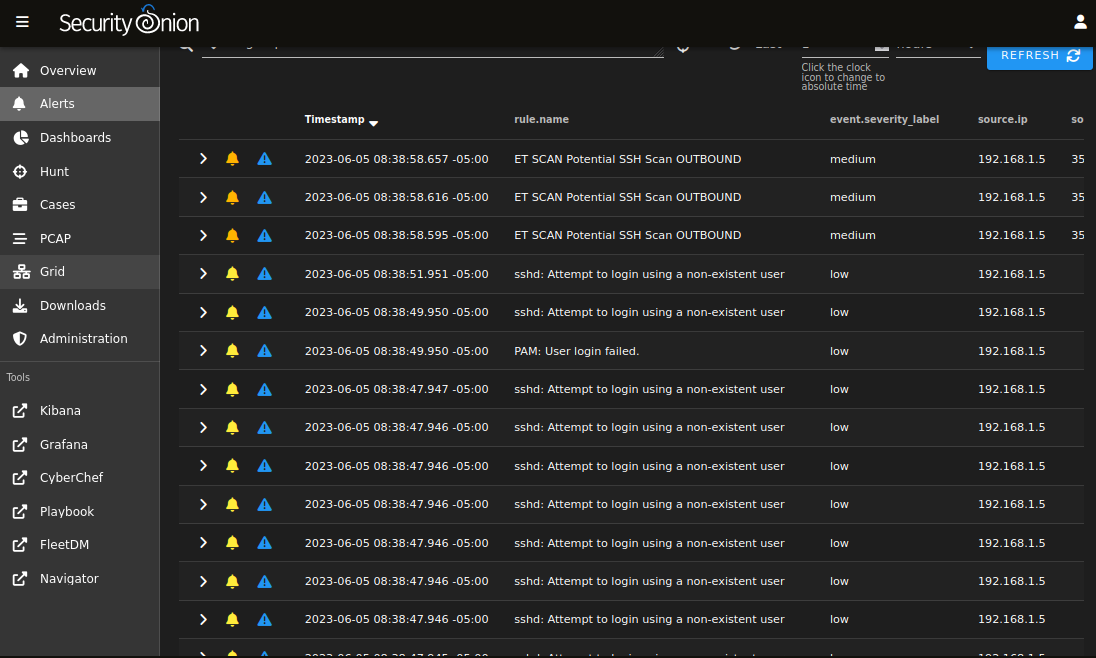 Security Onion
Overview
Alerts
Dashboards
Hunt
Cases
PCAP
Grid
Downloads
Administration
Tools
Kibana
Grafana
CyberChef
Playbook
FleetDM
Navigator
REFRESH
Click the clock
icon to change to
absolute time
Timestamp rule.name event.severity_label source.ip so
2023-06-05 08:38:58.657 -05:00 ET SCAN Potential SSH Scan OUTBOUND medium 192.168.1.5 35
2023-06-05 08:38:58.616 -05:00 ET SCAN Potential SSH Scan OUTBOUND medium 192.168.1.5 35
2023-06-05 08:38:58.595 -05:00 ET SCAN Potential SSH Scan OUTBOUND medium 192.168.1.5 35
2023-06-05 08:38:51.951 -05:00 sshd: Attempt to login using a non-existent user low 192.168.1.5
2023-06-05 08:38:49.950 -05:00 sshd: Attempt to login using a non-existent user low 192.168.1.5
2023-06-05 08:38:49.950 -05:00 PAM: User login failed. low 192.168.1.5
2023-06-05 08:38:47.947 -05:00 sshd: Attempt to login using a non-existent user low 192.168.1.5
2023-06-05 08:38:47.946 -05:00 sshd: Attempt to login using a non-existent user low 192.168.1.5
2023-06-05 08:38:47.946 -05:00 sshd: Attempt to login using a non-existent user low 192.168.1.5
2023-06-05 08:38:47.946 -05:00 sshd: Attempt to login using a non-existent user low 192.168.1.5
2023-06-05 08:38:47.946 -05:00 sshd: Attempt to login using a non-existent user low 192.168.1.5
2023-06-05 08:38:47.946 -05:00 sshd: Attempt to login using a non-existent user low 192.168.1.5
2023-06-05 08:38:47.946 -05:00 sshd: Attempt to login using a non-existent user low 192.168.1.5